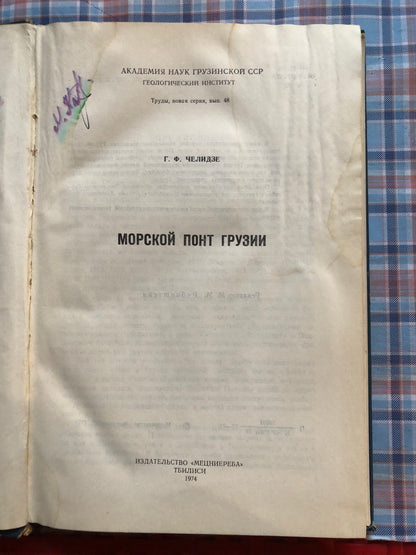 АКАДЕМИЯ НАУК ГРУЗИНСКОЙ ССР
ГЕОЛОГИЧЕСКИЙ ИНСТИТУТ
Труды, новая серия, вып. 48
Г. Ф. ЧЕЛИДЗЕ
МОРСКОЙ ПОНТ ГРУЗИИ
ИЗДАТЕЛЬСТВО «МЕЦНИЕРЕБА»
ТБИЛИСИ
1974